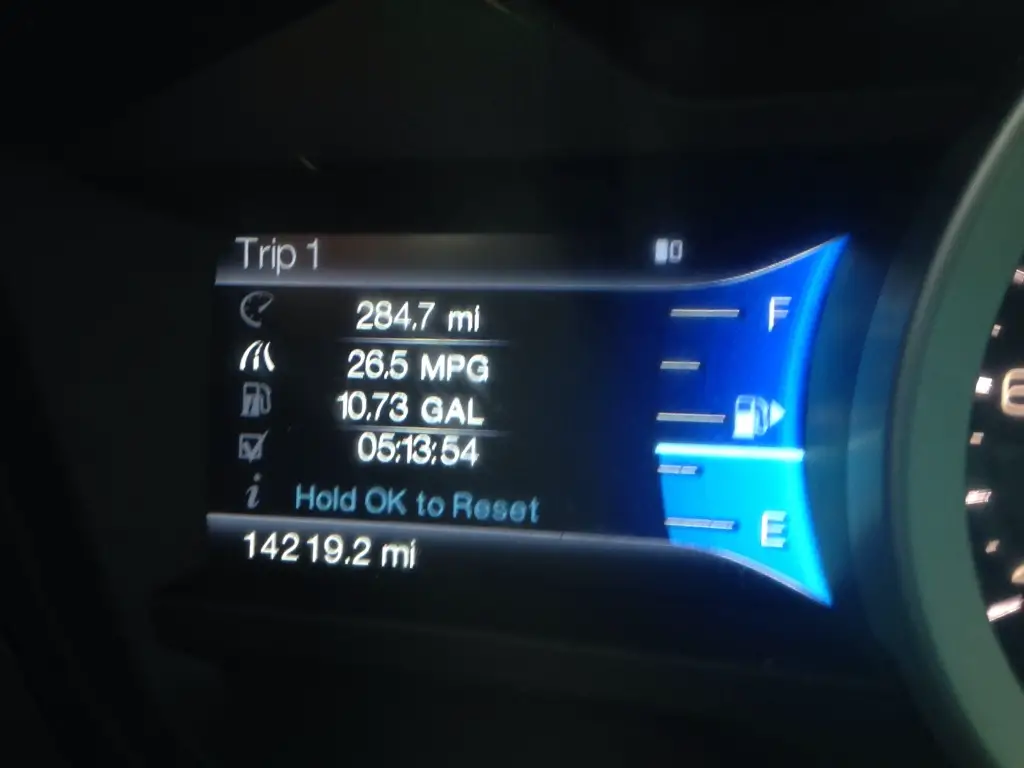 Trip 1
284.7 mi
F
26.5 MPG
10.73 GAL
05:13:54
i
Hold OK to Reset
E
14219.2 mi